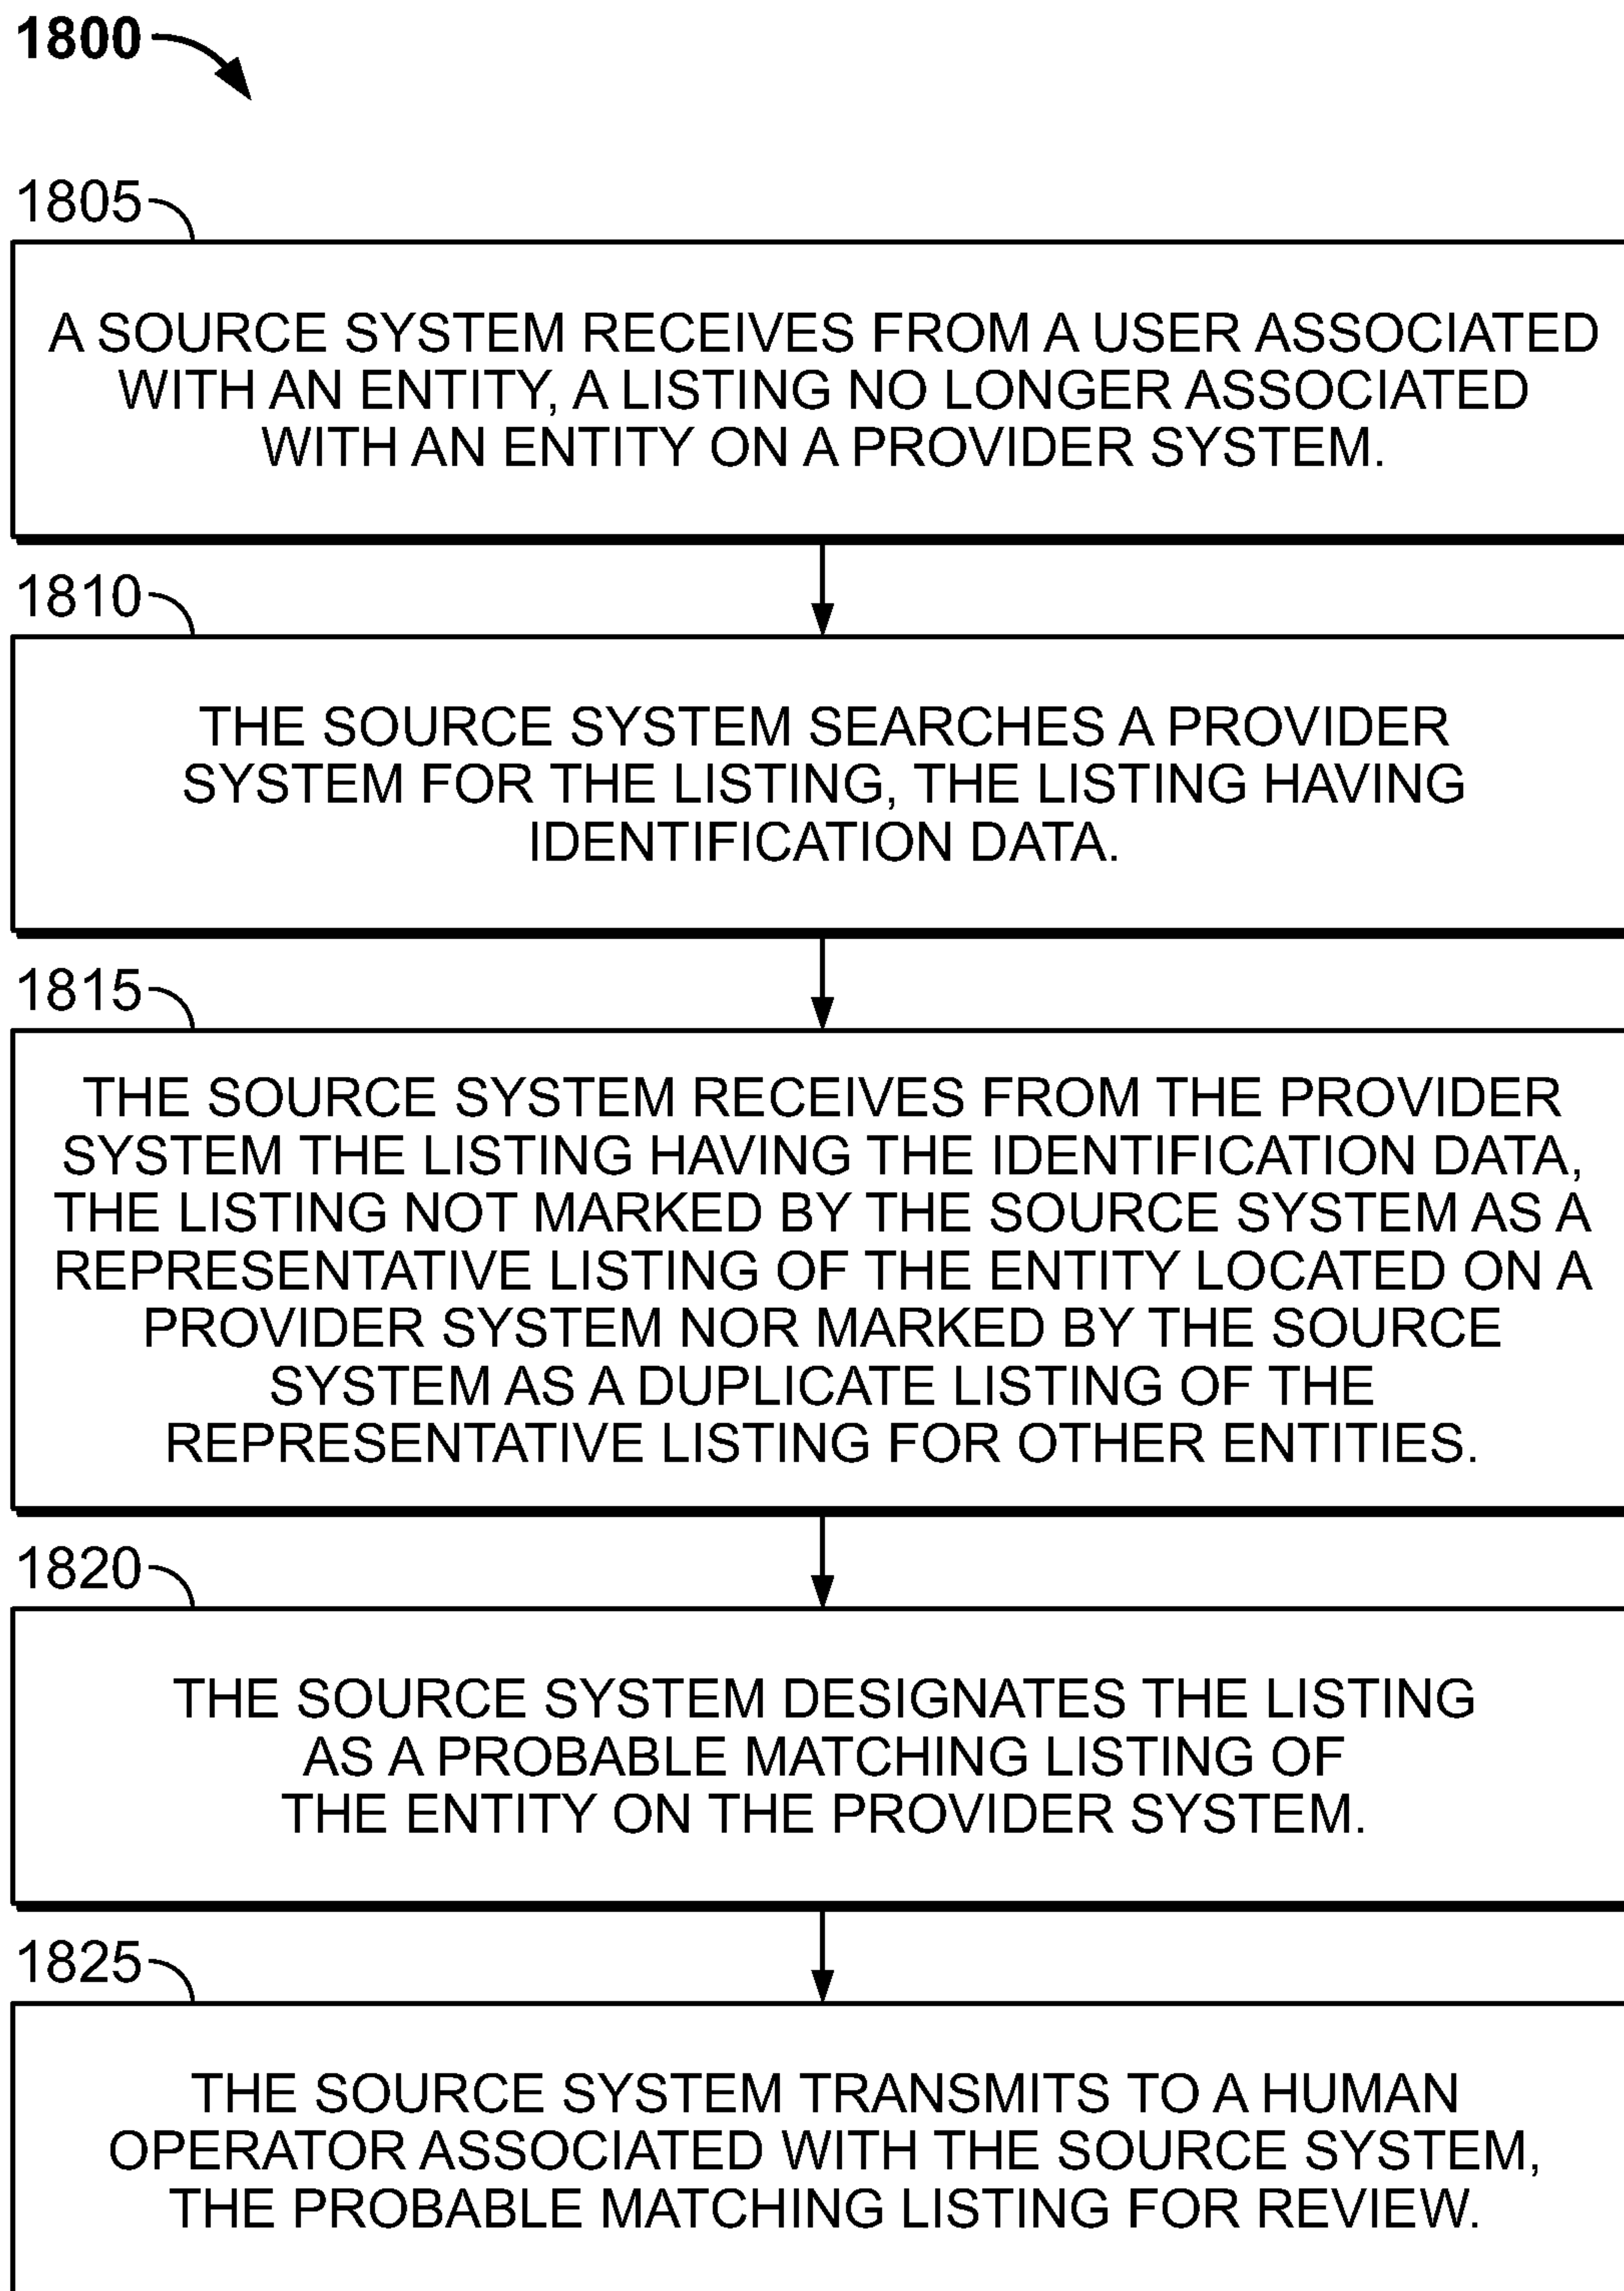 1800
1805
A SOURCE SYSTEM RECEIVES FROM A USER ASSOCIATED
WITH AN ENTITY, A LISTING NO LONGER ASSOCIATED
WITH AN ENTITY ON A PROVIDER SYSTEM.
1810
THE SOURCE SYSTEM SEARCHES A PROVIDER
SYSTEM FOR THE LISTING, THE LISTING HAVING
IDENTIFICATION DATA.
1815
THE SOURCE SYSTEM RECEIVES FROM THE PROVIDER
SYSTEM THE LISTING HAVING THE IDENTIFICATION DATA,
THE LISTING NOT MARKED BY THE SOURCE SYSTEM AS A
REPRESENTATIVE LISTING OF THE ENTITY LOCATED ON A
PROVIDER SYSTEM NOR MARKED BY THE SOURCE
SYSTEM AS A DUPLICATE LISTING OF THE
REPRESENTATIVE LISTING FOR OTHER ENTITIES.
1820
THE SOURCE SYSTEM DESIGNATES THE LISTING
AS A PROBABLE MATCHING LISTING OF
THE ENTITY ON THE PROVIDER SYSTEM.
1825
THE SOURCE SYSTEM TRANSMITS TO A HUMAN
OPERATOR ASSOCIATED WITH THE SOURCE SYSTEM,
THE PROBABLE MATCHING LISTING FOR REVIEW.